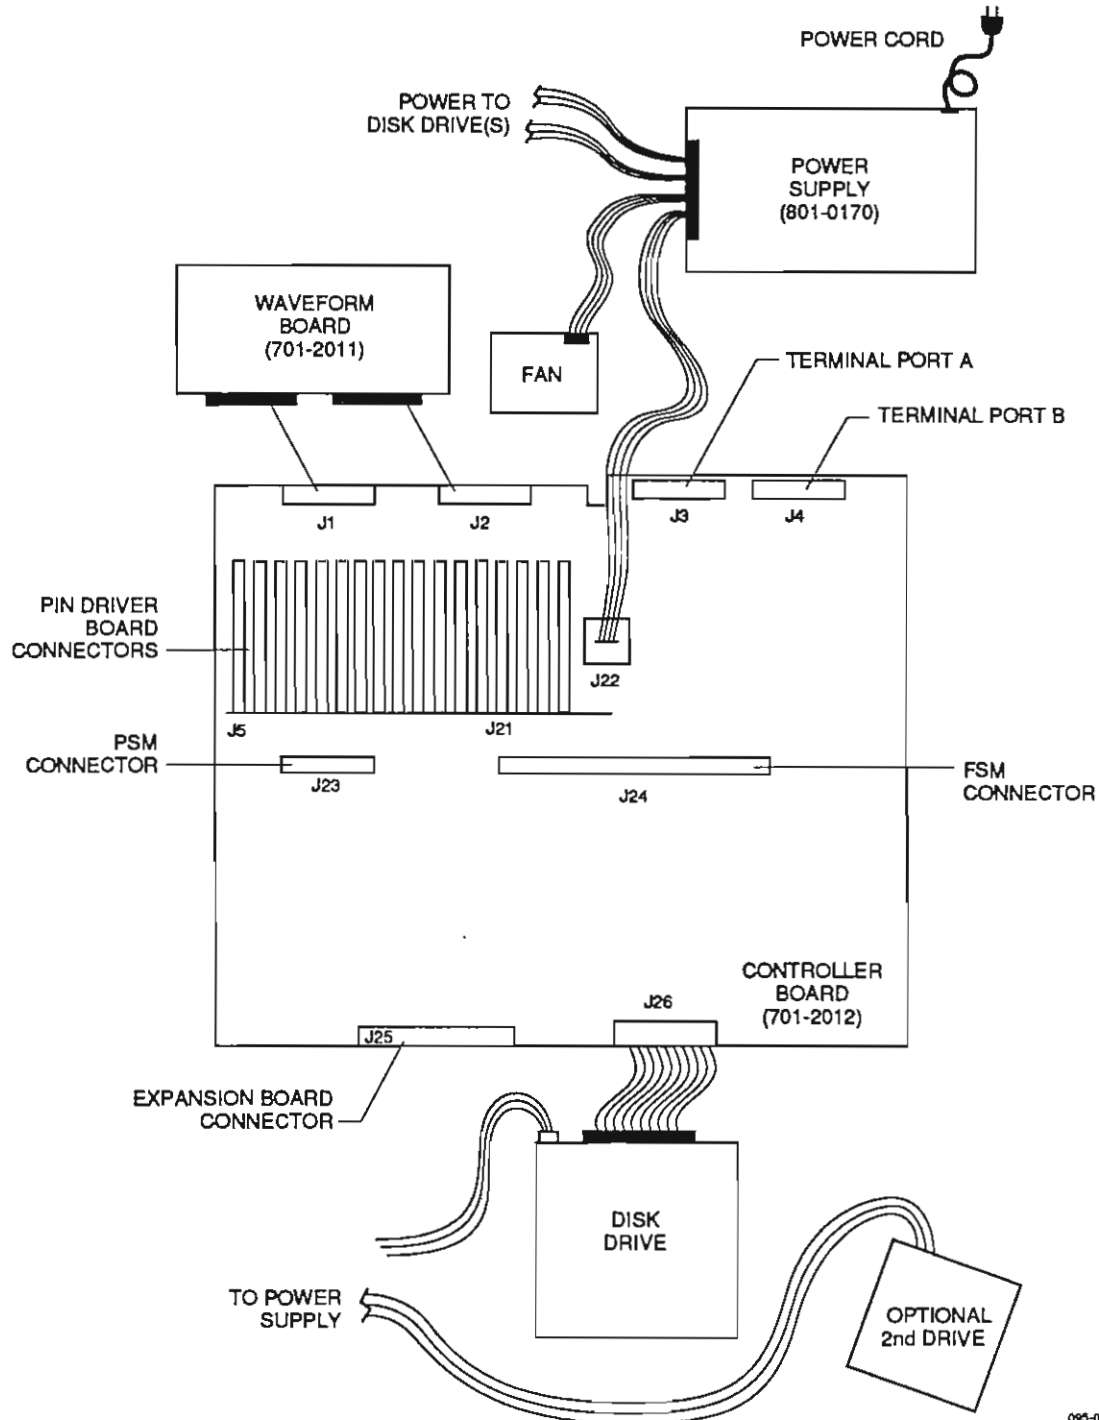 POWER CORD
POWER TO
DISK DRIVE(S)
POWER
SUPPLY
(801-0170)
WAVEFORM
BOARD
(701-2011)
FAN
TERMINAL PORT A
TERMINAL PORT B
J1
J2
J3
J4
PIN DRIVER
BOARD
CONNECTORS
J22
J5
J21
PSM
CONNECTOR
J23
J24
FSM
CONNECTOR
CONTROLLER
BOARD
(701-2012)
J26
J25
EXPANSION BOARD
CONNECTOR
DISK
DRIVE
TO POWER
SUPPLY
OPTIONAL
2nd DRIVE